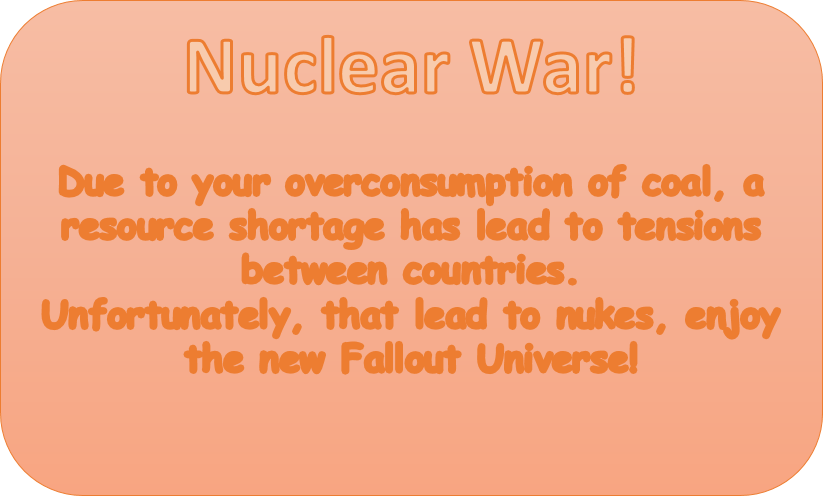 Nuclear War!
Due to your overconsumption of coal, a
resource shortage has lead to tensions
between countries.
Unfortunately, that lead to nukes, enjoy
the new Fallout Universe!